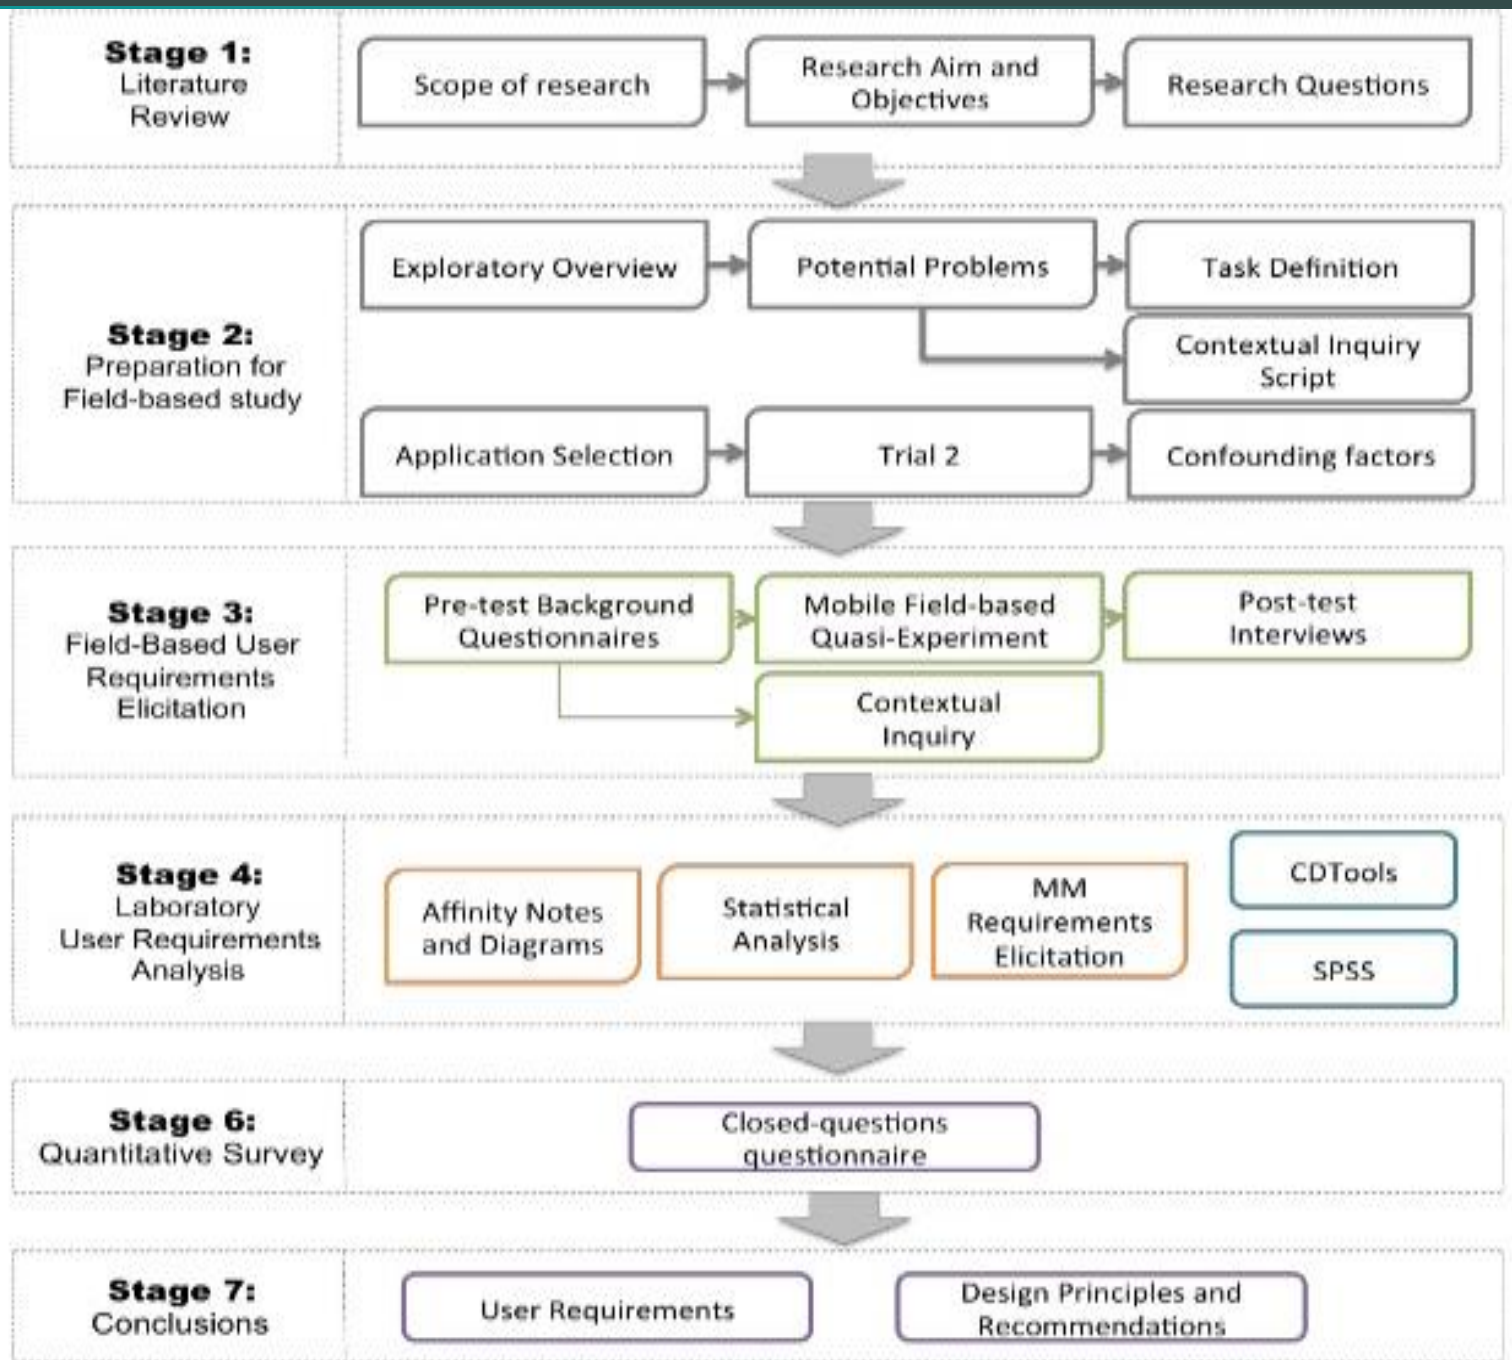 Stage 1:
Literature
Review
Scope of research
Research Aim and
Objectives
Research Questions
Stage 2:
Preparation for
Field-based study
Exploratory Overview
Potential Problems
Task Definition
Contextual Inquiry
Script
Application Selection
Trial 2
Confounding factors
Stage 3:
Field-Based User
Requirements
Elicitation
Pre-test Background
Questionnaires
Mobile Field-based
Quasi-Experiment
Post-test
Interviews
Contextual
Inquiry
Stage 4:
Laboratory
User Requirements
Analysis
Affinity Notes
and Diagrams
Statistical
Analysis
MM
Requirements
Elicitation
CDTools
SPSS
Stage 6:
Quantitative Survey
Closed-questions
questionnaire
Stage 7:
Conclusions
User Requirements
Design Principles and
Recommendations